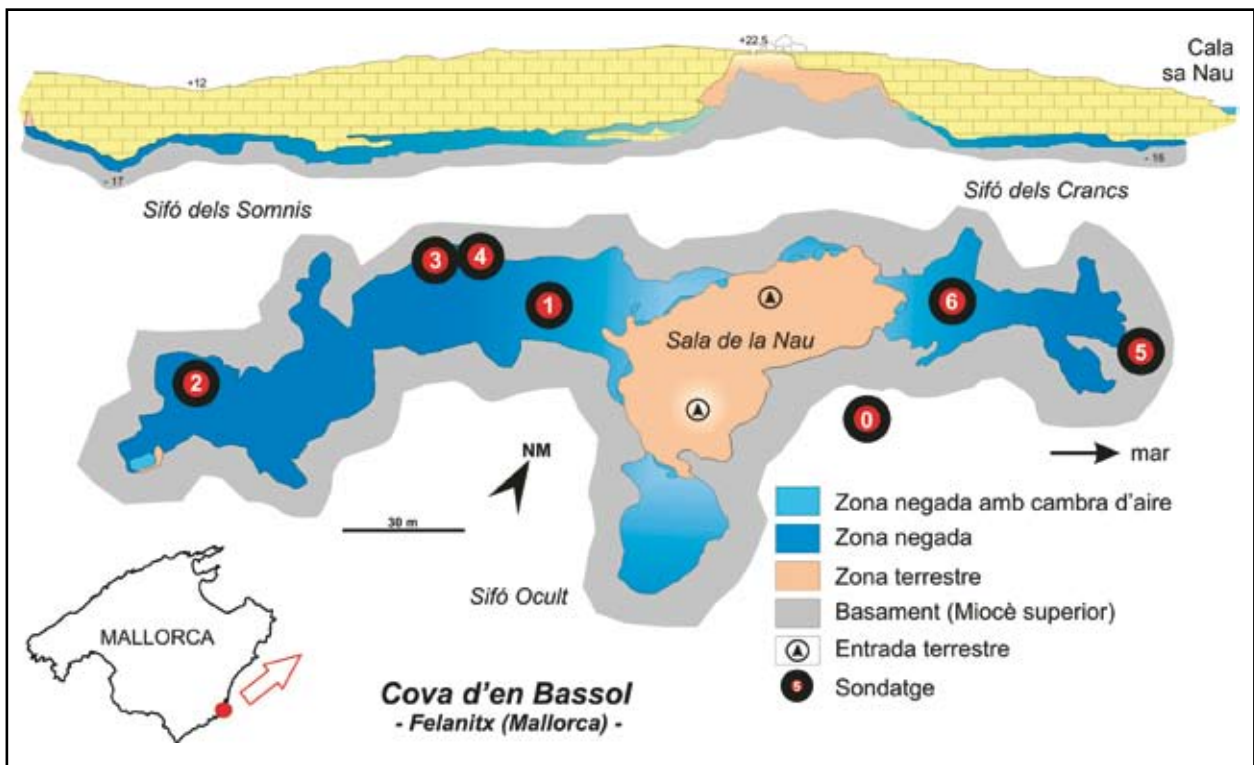 +22.5
Cala
sa Nau
+12
- 17
- 16
Sifó dels Somnis
Sifó dels Crancs
3
4
1
6
Sala de la Nau
5
2
0
NM
mar
30 m
Zona negada amb cambra d'aire
Zona negada
Zona terrestre
Sifó Ocult
Basament (Miocè superior)
MALLORCA
Entrada terrestre
5
Sondatge
Cova d'en Bassol
- Felanitx (Mallorca) -